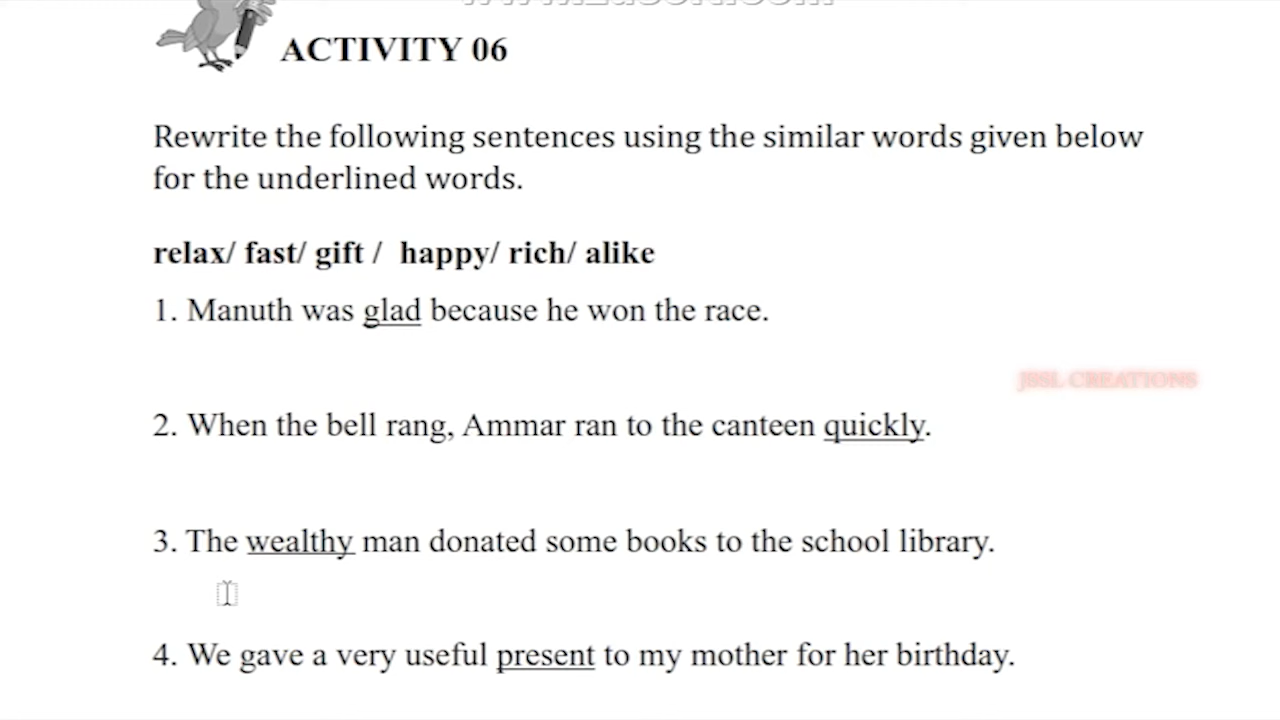 ACTIVITY 06
Rewrite the following sentences using the similar words given below
for the underlined words.
relax/ fast/ gift /  happy/ rich/ alike
1. Manuth was glad because he won the race.
JSSL CREATIONS
2. When the bell rang, Ammar ran to the canteen quickly.
3. The wealthy man donated some books to the school library.
4. We gave a very useful present to my mother for her birthday.